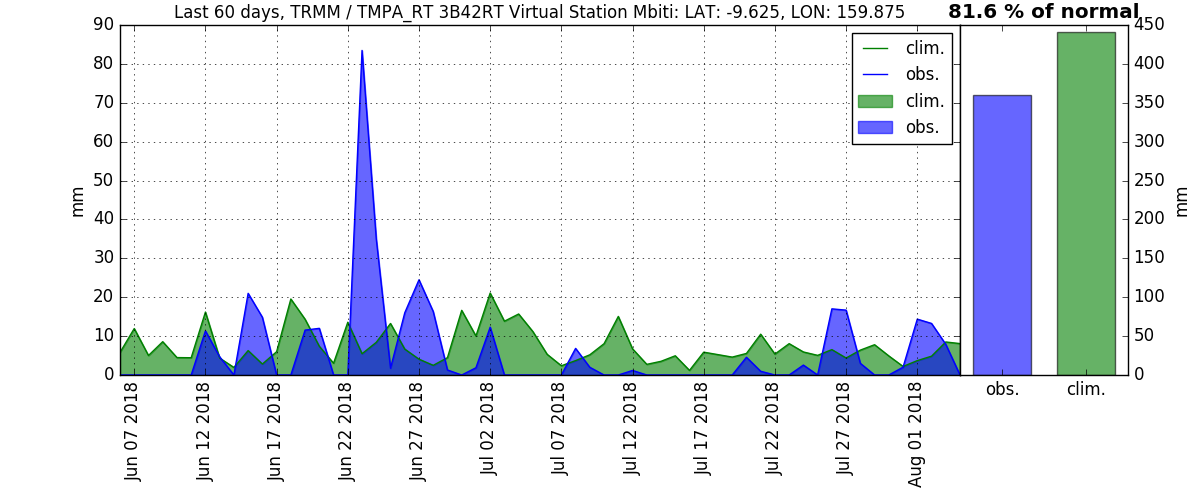 Last 60 days, TRMM / TMPA_RT 3B42RT Virtual Station Mbiti: LAT: -9.625, LON: 159.875
81.6 % of normal
90
80
70
60
50
40
30
20
10
0
mm
clim.
obs.
clim.
obs.
Jun 07 2018
Jun 12 2018
Jun 17 2018
Jun 22 2018
Jun 27 2018
Jul 02 2018
Jul 07 2018
Jul 12 2018
Jul 17 2018
Jul 22 2018
Jul 27 2018
Aug 01 2018
450
400
350
300
250
200
150
100
50
0
mm
obs.
clim.